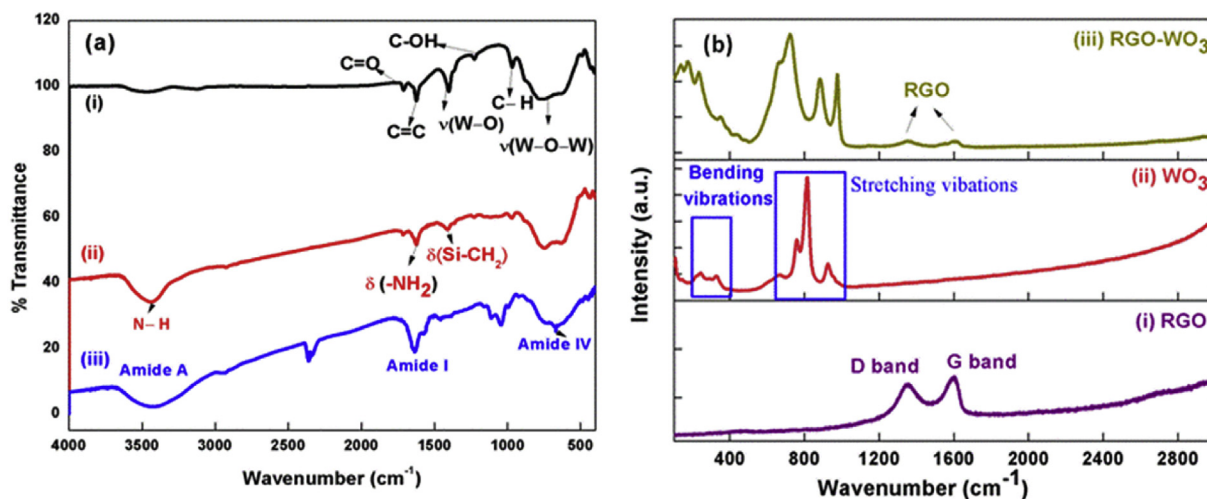 120
100
80
60
40
20
0
% Transmittance
(a)
C-OH
C=O
(i)
C=C
ν(W–O)
C– H
ν(W–O–W)
(ii)
δ(Si-CH2)
δ (-NH2)
N– H
(iii)
Amide A
Amide I
Amide IV
4000 3500 3000 2500 2000 1500 1000 500
Wavenumber (cm-1)
Intensity (a.u.)
(b)
(iii) RGO-WO3
RGO
Bending
vibrations
Stretching vibations
(ii) WO3
(i) RGO
D band
G band
400 800 1200 1600 2000 2400 2800
Wavenumber (cm-1)